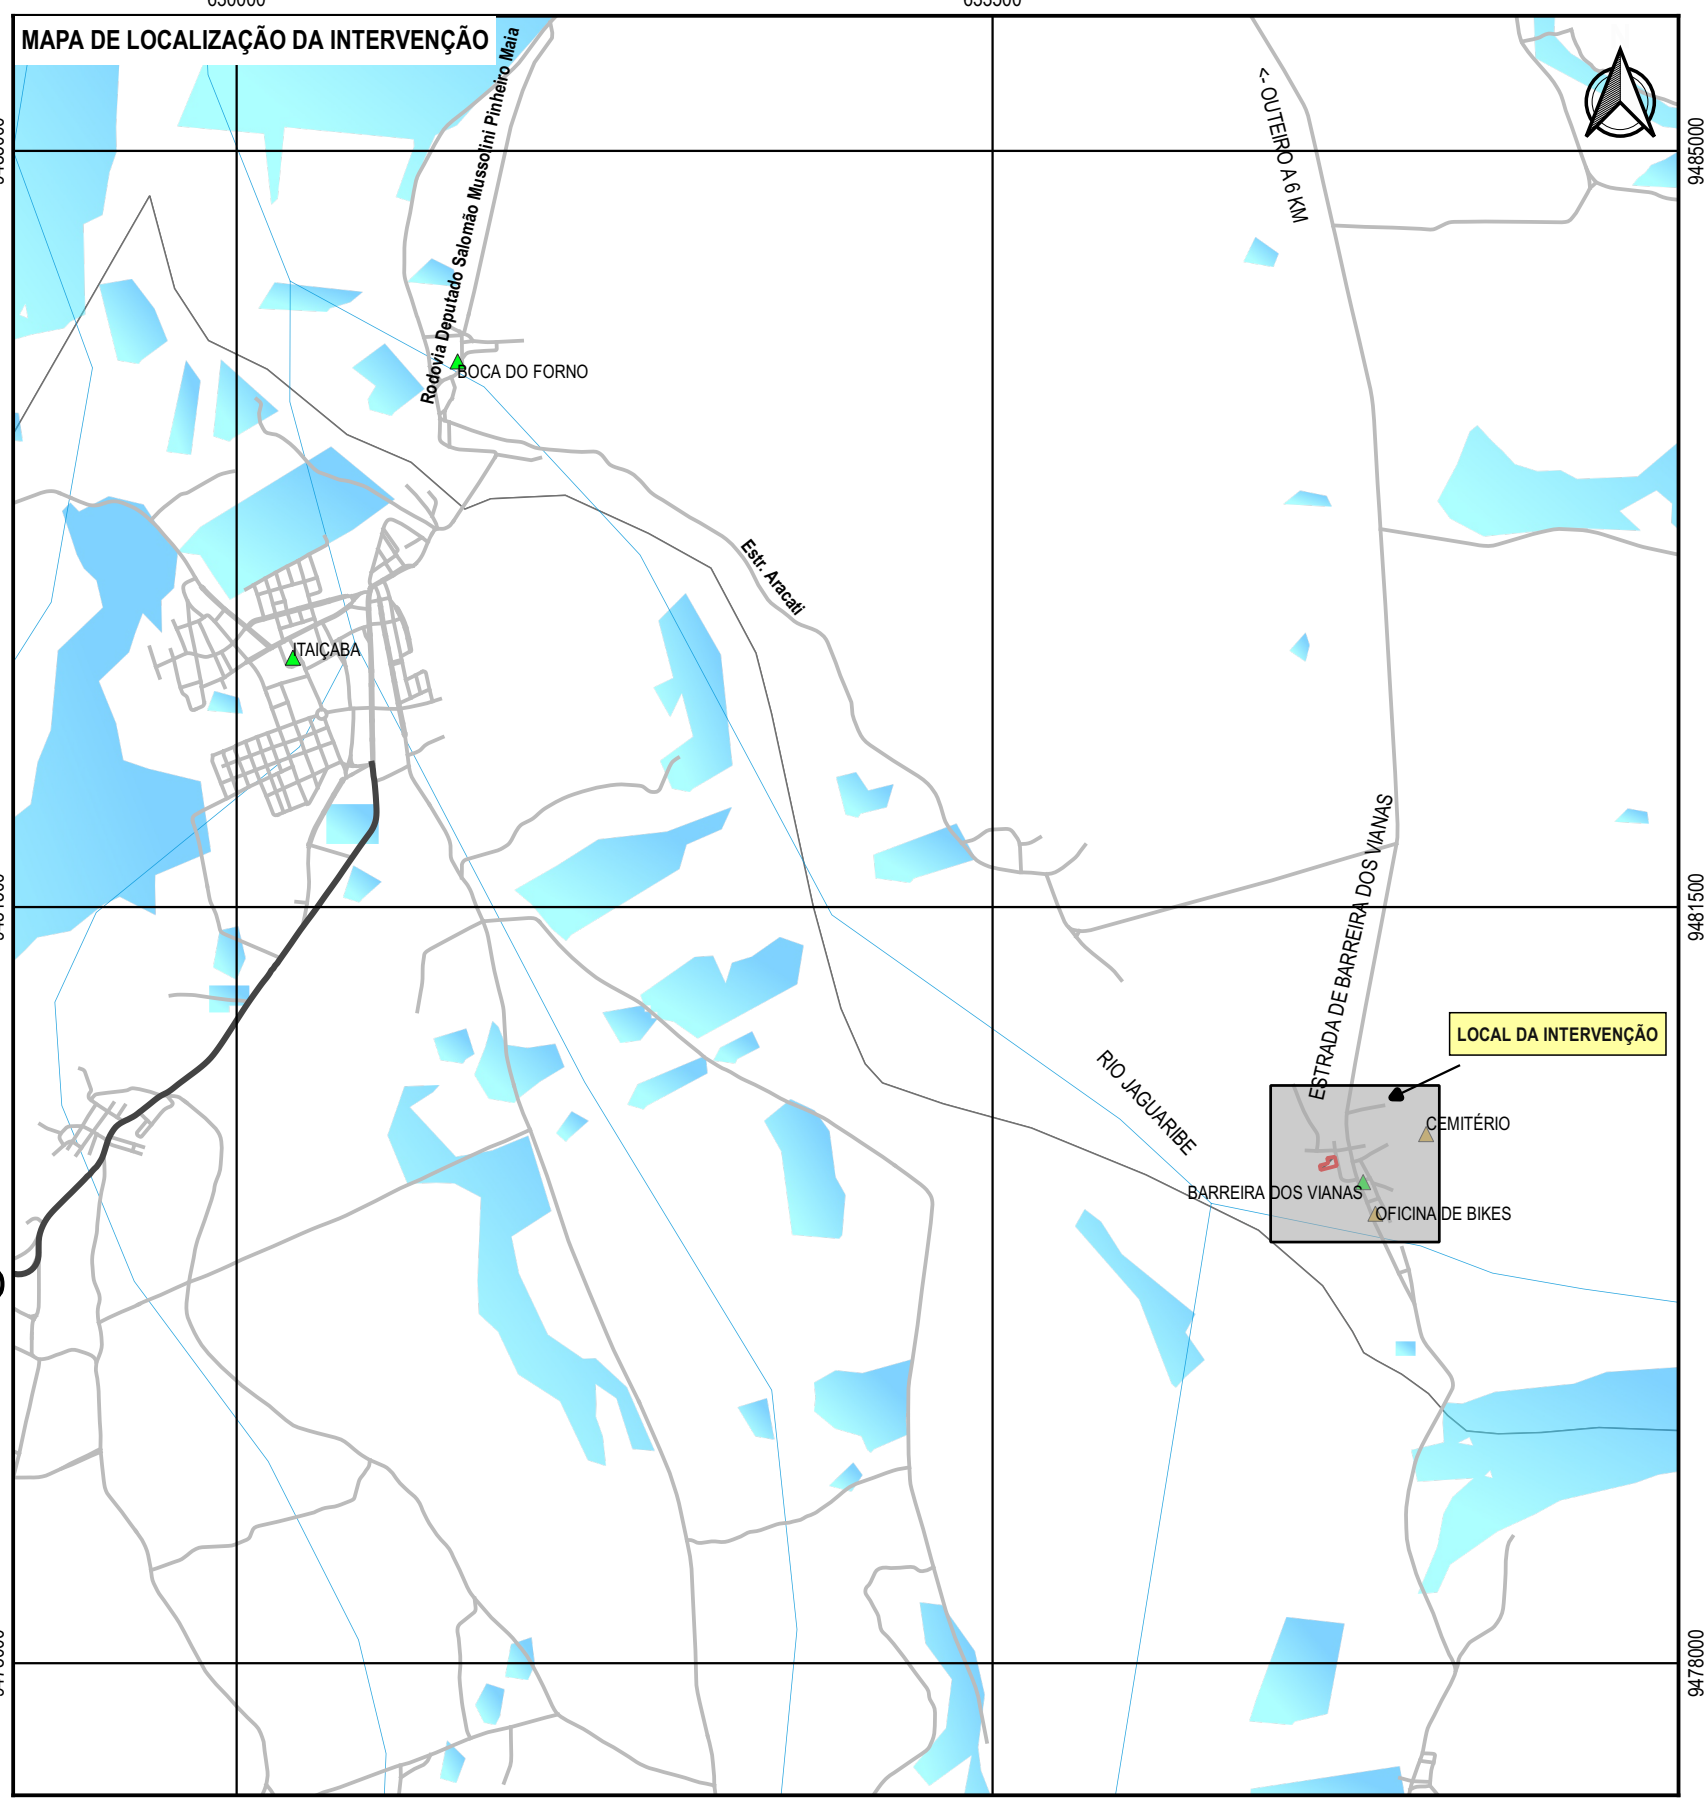 630000
633500
MAPA DE LOCALIZAÇÃO DA INTERVENÇÃO
Rodovia Deputado Salomão Mussolini Pinheiro Maia
<- OUTEIRO A 6 KM
9485000
BOCA DO FORNO
Estr. Aracati
ITAIÇABA
ESTRADA DE BARREIRA DOS VIANAS
9481500
LOCAL DA INTERVENÇÃO
RIO JAGUARIBE
CEMITÉRIO
BARREIRA DOS VIANAS
OFICINA DE BIKES
9478000